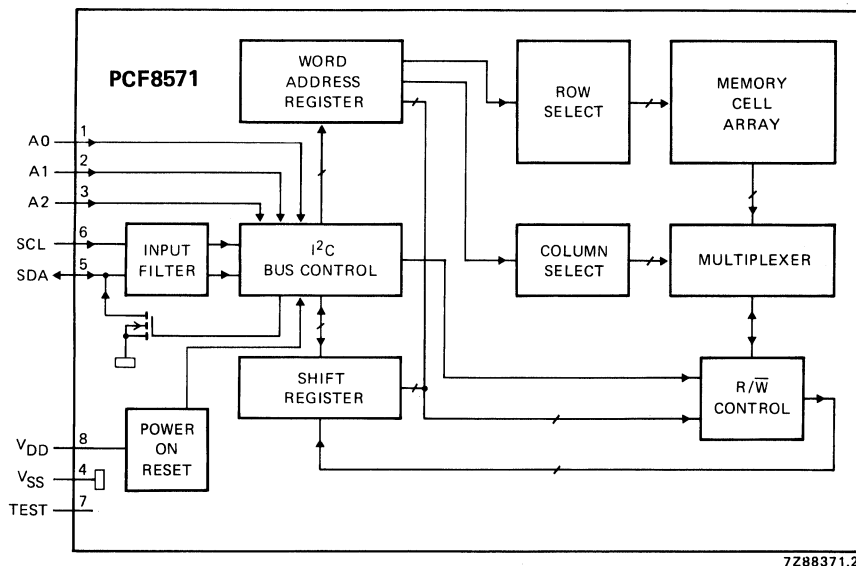 PCF8571
WORD
ADDRESS
REGISTER
ROW
SELECT
MEMORY
CELL
ARRAY
A0
1
A1
2
A2
3
SCL
6
SDA
5
INPUT
FILTER
I²C
BUS CONTROL
COLUMN
SELECT
MULTIPLEXER
SHIFT
REGISTER
R/W̅
CONTROL
POWER
ON
RESET
VDD
8
VSS
4
TEST
7
7Z88371.2